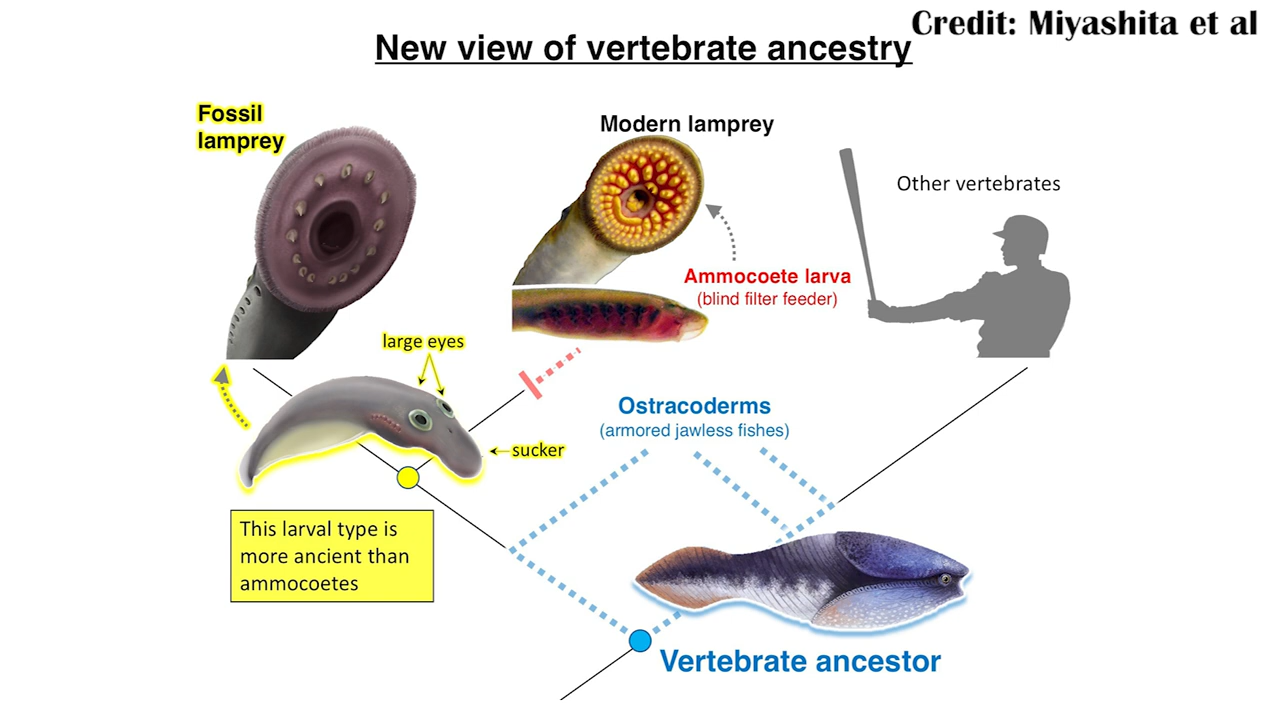 Credit: Miyashita et al
New view of vertebrate ancestry
Fossil
lamprey
Modern lamprey
Other vertebrates
Ammocoete larva
(blind filter feeder)
large eyes
sucker
Ostracoderms
(armored jawless fishes)
This larval type is
more ancient than
ammocoetes
Vertebrate ancestor